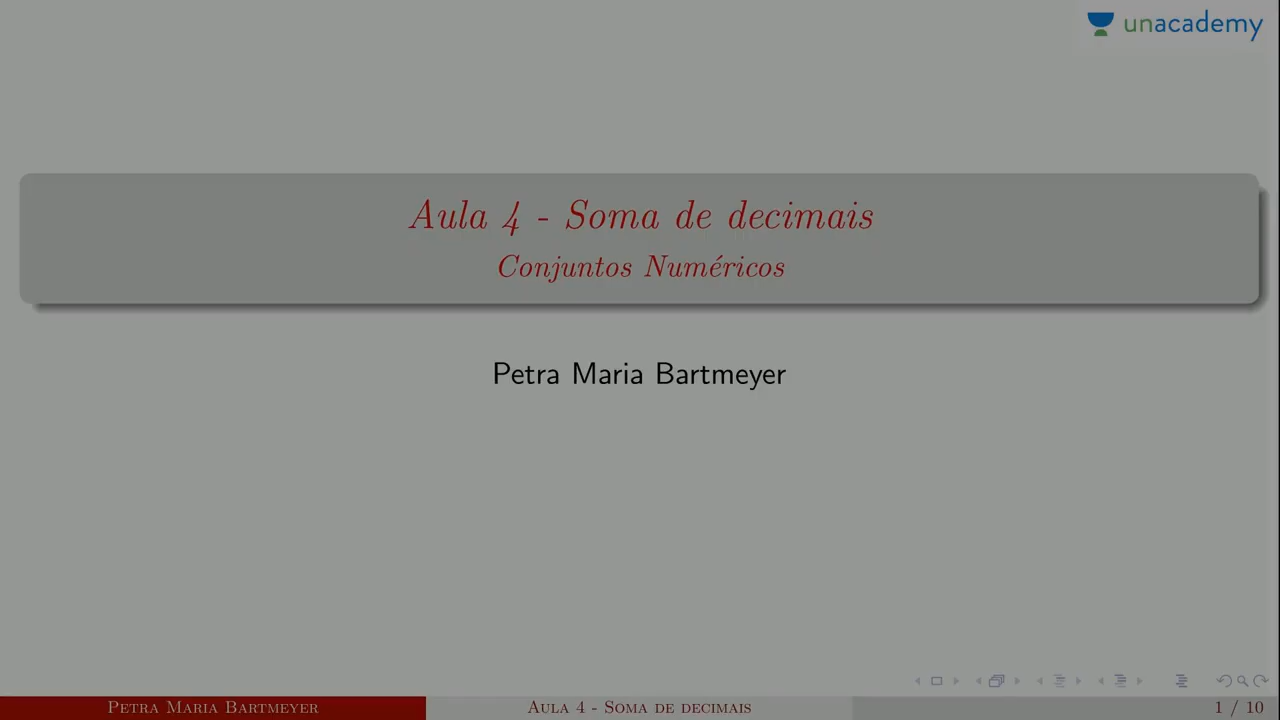 unacademy
Aula 4 - Soma de decimais
Conjuntos Numéricos
Petra Maria Bartmeyer
Petra Maria Bartmeyer
Aula 4 - Soma de decimais
1 / 10